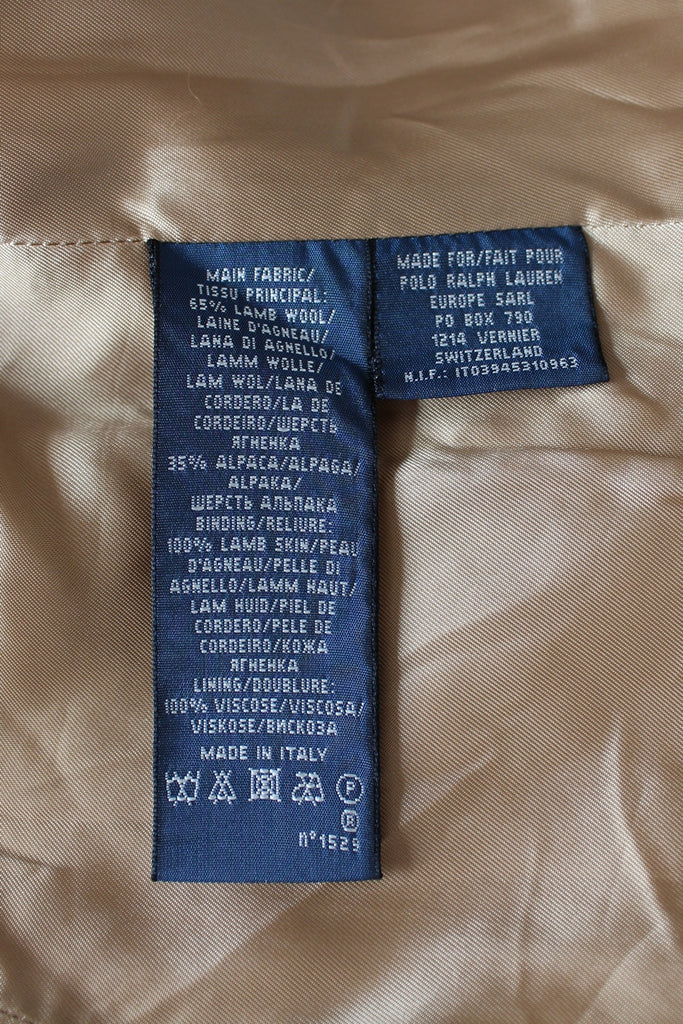 MAIN FABRIC/
TISSU PRINCIPAL:
65% LAMB WOOL/
LAINE D'AGNEAU/
LANA DI AGNELLO/
LAMM WOLLE/
LAM WOL/LANA DE
CORDERO/LA DE
CORDEIRO/ШЕРСТЬ
ЯГНЕНКА
35% ALPACA/ALPAGA/
ALPAKA/
ШЕРСТЬ АЛЬПАКА
BINDING/RELIURE:
100% LAMB SKIN/PEAU
D'AGNEAU/PELLE DI
AGNELLO/LAMM HAUT/
LAM HUID/PIEL DE
CORDERO/PELE DE
CORDEIRO/КОЖА
ЯГНЕНКА
LINING/DOUBLURE:
100% VISCOSE/VISCOSA/
VISKOSE/ВИСКОЗА
MADE IN ITALY
P
R
n°1529
MADE FOR/FAIT POUR
POLO RALPH LAUREN
EUROPE SARL
PO BOX 790
1214 VERNIER
SWITZERLAND
N.I.F.: IT03945310963